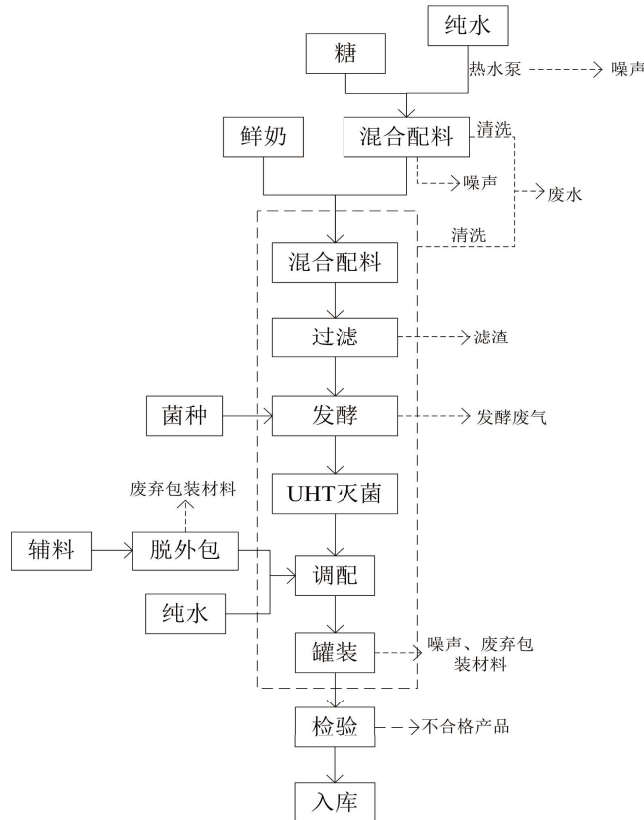 纯水
糖
热水泵
噪声
鲜奶
混合配料
清洗
噪声
废水
清洗
混合配料
过滤
滤渣
菌种
发酵
发酵废气
UHT灭菌
废弃包装材料
辅料
脱外包
调配
纯水
罐装
噪声、废弃包
装材料
检验
不合格产品
入库